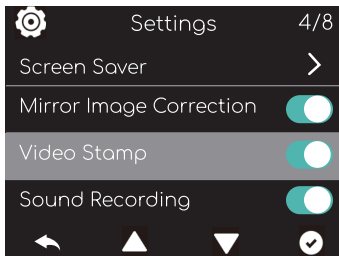 Settings 4/8
Screen Saver
Mirror Image Correction
Video Stamp
Sound Recording